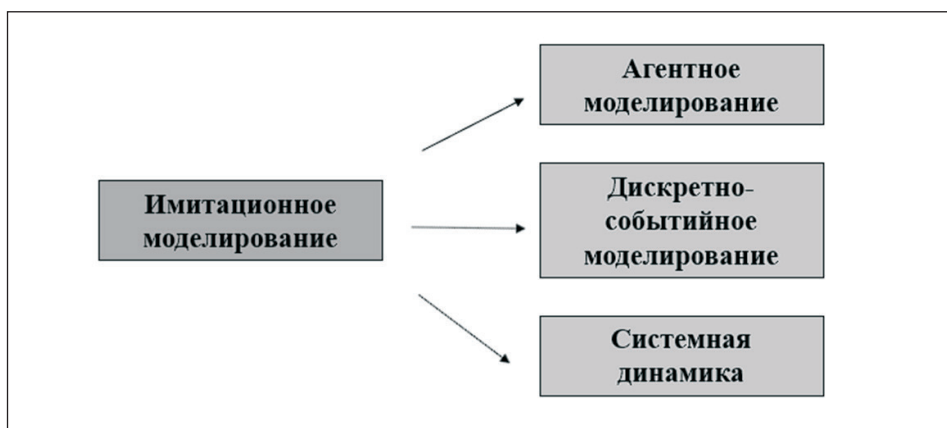 Агентное
моделирование
Имитационное
моделирование
Дискретно-
событийное
моделирование
Системная
динамика